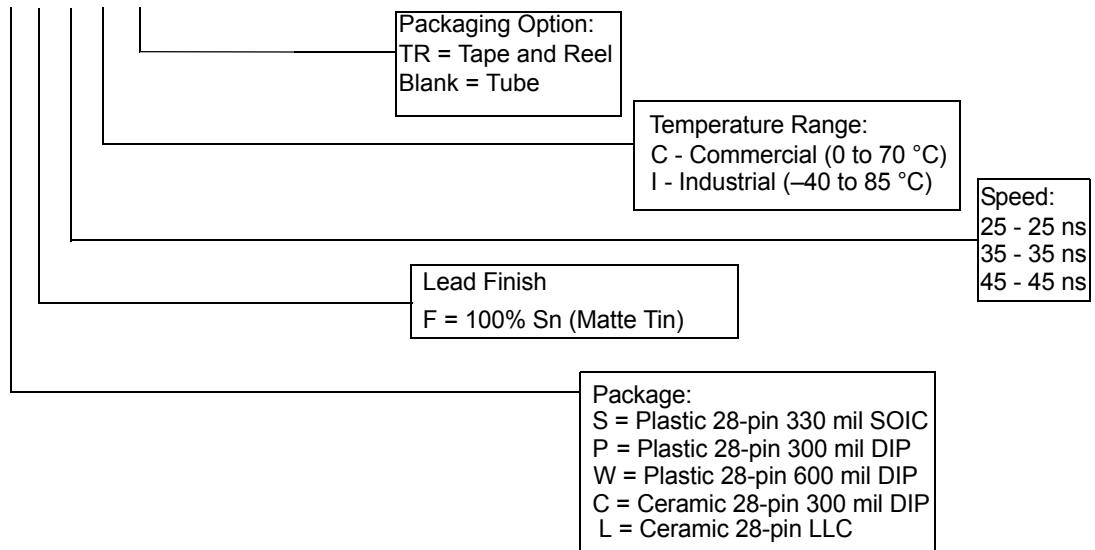 Packaging Option:
TR = Tape and Reel
Blank = Tube
Temperature Range:
C - Commercial (0 to 70 °C)
I - Industrial (–40 to 85 °C)
Speed:
25 - 25 ns
35 - 35 ns
45 - 45 ns
Lead Finish
F = 100% Sn (Matte Tin)
Package:
S = Plastic 28-pin 330 mil SOIC
P = Plastic 28-pin 300 mil DIP
W = Plastic 28-pin 600 mil DIP
C = Ceramic 28-pin 300 mil DIP
L = Ceramic 28-pin LLC